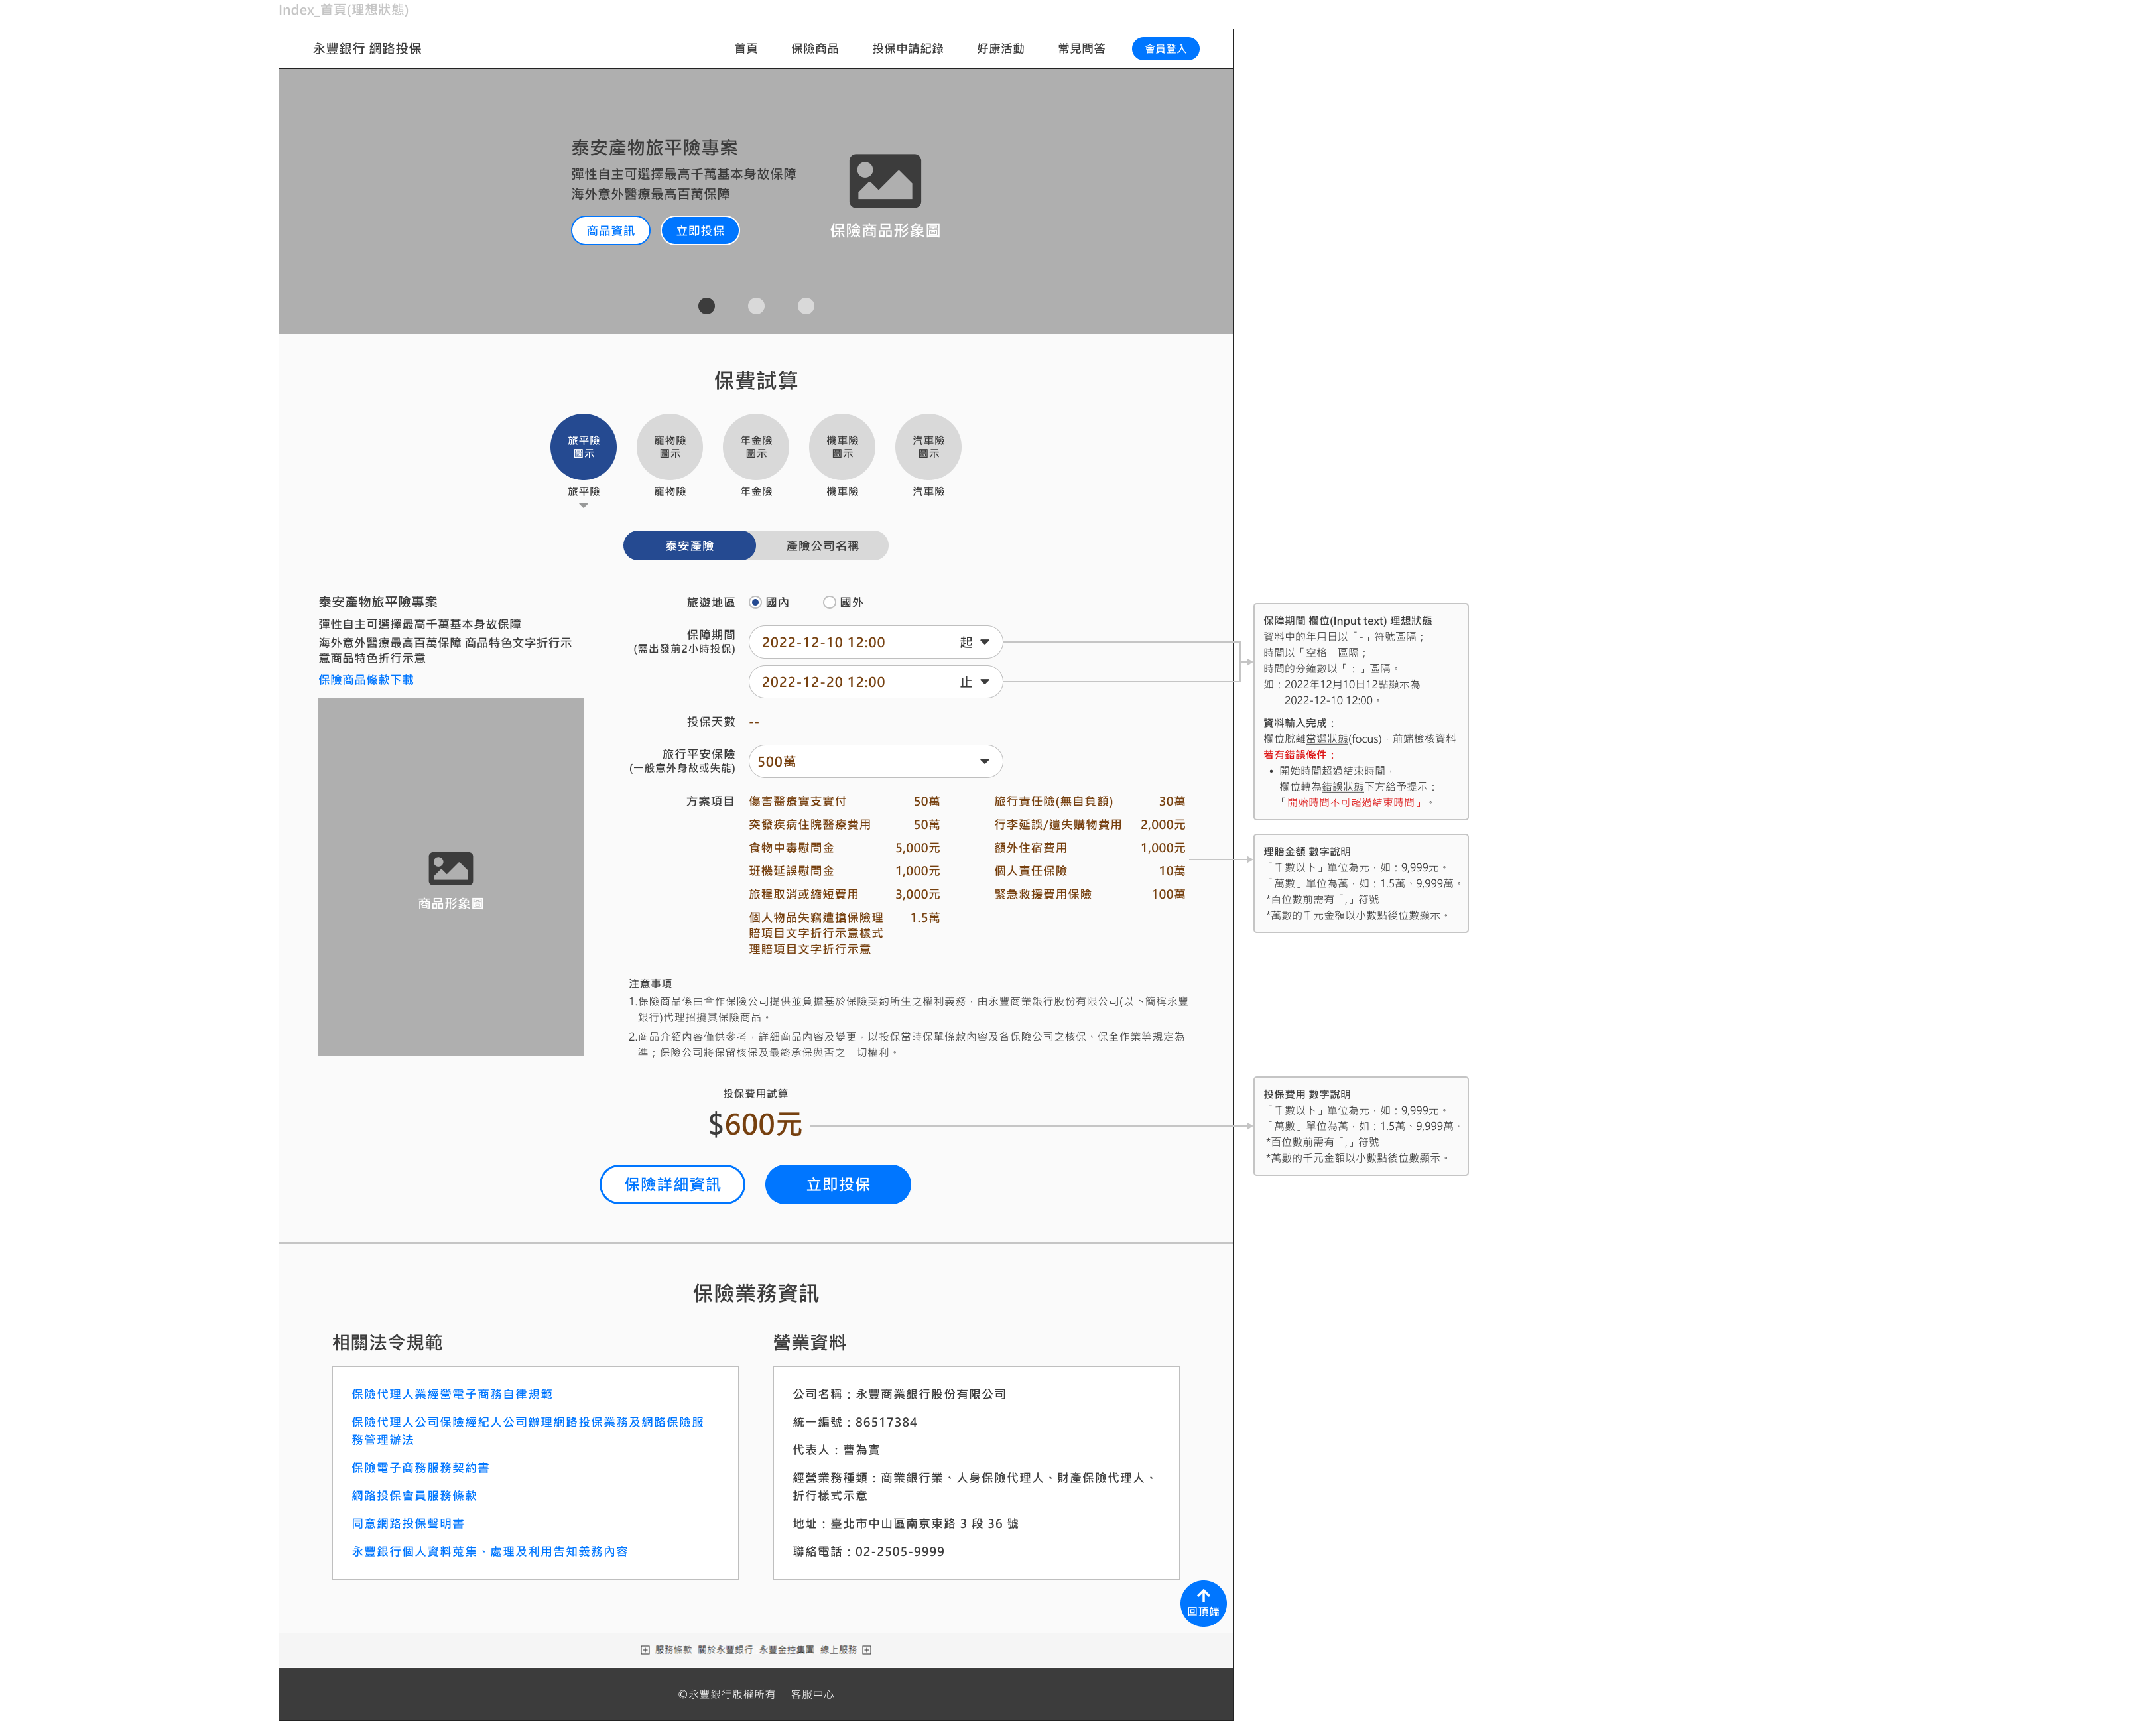 Index_首頁(理想狀態)
永豐銀行 網路投保
首頁
保險商品
投保申請紀錄
好康活動
常見問答
會員登入
泰安產物旅平險專案
彈性自主可選擇最高千萬基本身故保障
海外意外醫療最高百萬保障
商品資訊
立即投保
保險商品形象圖
保費試算
旅平險
圖示
寵物險
圖示
年金險
圖示
機車險
圖示
汽車險
圖示
旅平險
寵物險
年金險
機車險
汽車險
泰安產險
產險公司名稱
泰安產物旅平險專案
彈性自主可選擇最高千萬基本身故保障
海外意外醫療最高百萬保障 商品特色文字折行示
意商品特色折行示意
保險商品條款下載
商品形象圖
旅遊地區
國內
國外
保障期間
(需出發前2小時投保)
2022-12-10 12:00
起
2022-12-20 12:00
止
投保天數
--
旅行平安保險
(一般意外身故或失能)
500萬
方案項目
傷害醫療實支實付 50萬
突發疾病住院醫療費用 50萬
食物中毒慰問金 5,000元
班機延誤慰問金 1,000元
旅程取消或縮短費用 3,000元
個人物品失竊遭搶保險理 1.5萬
賠項目文字折行示意樣式
理賠項目文字折行示意
旅行責任險(無自負額) 30萬
行李延誤/遺失購物費用 2,000元
額外住宿費用 1,000元
個人責任保險 10萬
緊急救援費用保險 100萬
注意事項
1.保險商品係由合作保險公司提供並負擔基於保險契約所生之權利義務，由永豐商業銀行股份有限公司(以下簡稱永豐
銀行)代理招攬其保險商品。
2.商品介紹內容僅供參考，詳細商品內容及變更，以投保當時保單條款內容及各保險公司之核保、保全作業等規定為
準；保險公司將保留核保及最終承保與否之一切權利。
投保費用試算
$600元
保險詳細資訊
立即投保
保障期間 欄位(Input text) 理想狀態
資料中的年月日以「-」符號區隔；
時間以「空格」區隔；
時間的分鐘數以「：」區隔。
如：2022年12月10日12點顯示為
2022-12-10 12:00。
資料輸入完成：
欄位脫離當選狀態(focus)，前端檢核資料
若有錯誤條件：
• 開始時間超過結束時間，
欄位轉為錯誤狀態下方給予提示：
「開始時間不可超過結束時間」。
理賠金額 數字說明
「千數以下」單位為元，如：9,999元。
「萬數」單位為萬，如：1.5萬、9,999萬。
*百位數前需有「,」符號
*萬數的千元金額以小數點後位數顯示。
投保費用 數字說明
「千數以下」單位為元，如：9,999元。
「萬數」單位為萬，如：1.5萬、9,999萬。
*百位數前需有「,」符號
*萬數的千元金額以小數點後位數顯示。
保險業務資訊
相關法令規範
保險代理人業經營電子商務自律規範
保險代理人公司保險經紀人公司辦理網路投保業務及網路保險服
務管理辦法
保險電子商務服務契約書
網路投保會員服務條款
同意網路投保聲明書
永豐銀行個人資料蒐集、處理及利用告知義務內容
營業資料
公司名稱：永豐商業銀行股份有限公司
統一編號：86517384
代表人：曹為實
經營業務種類：商業銀行業、人身保險代理人、財產保險代理人、
折行樣式示意
地址：臺北市中山區南京東路 3 段 36 號
聯絡電話：02-2505-9999
回頂端
服務條款 關於永豐銀行 永豐金控集團 線上服務
©永豐銀行版權所有 客服中心